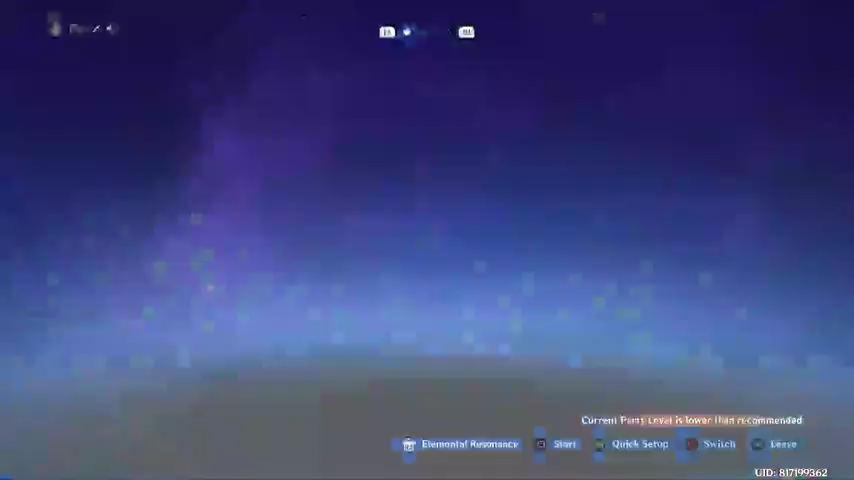 Current Party Level is lower than recommended
Elemental Resonance
Start
Quick Setup
Switch
Leave
UID: 817199362